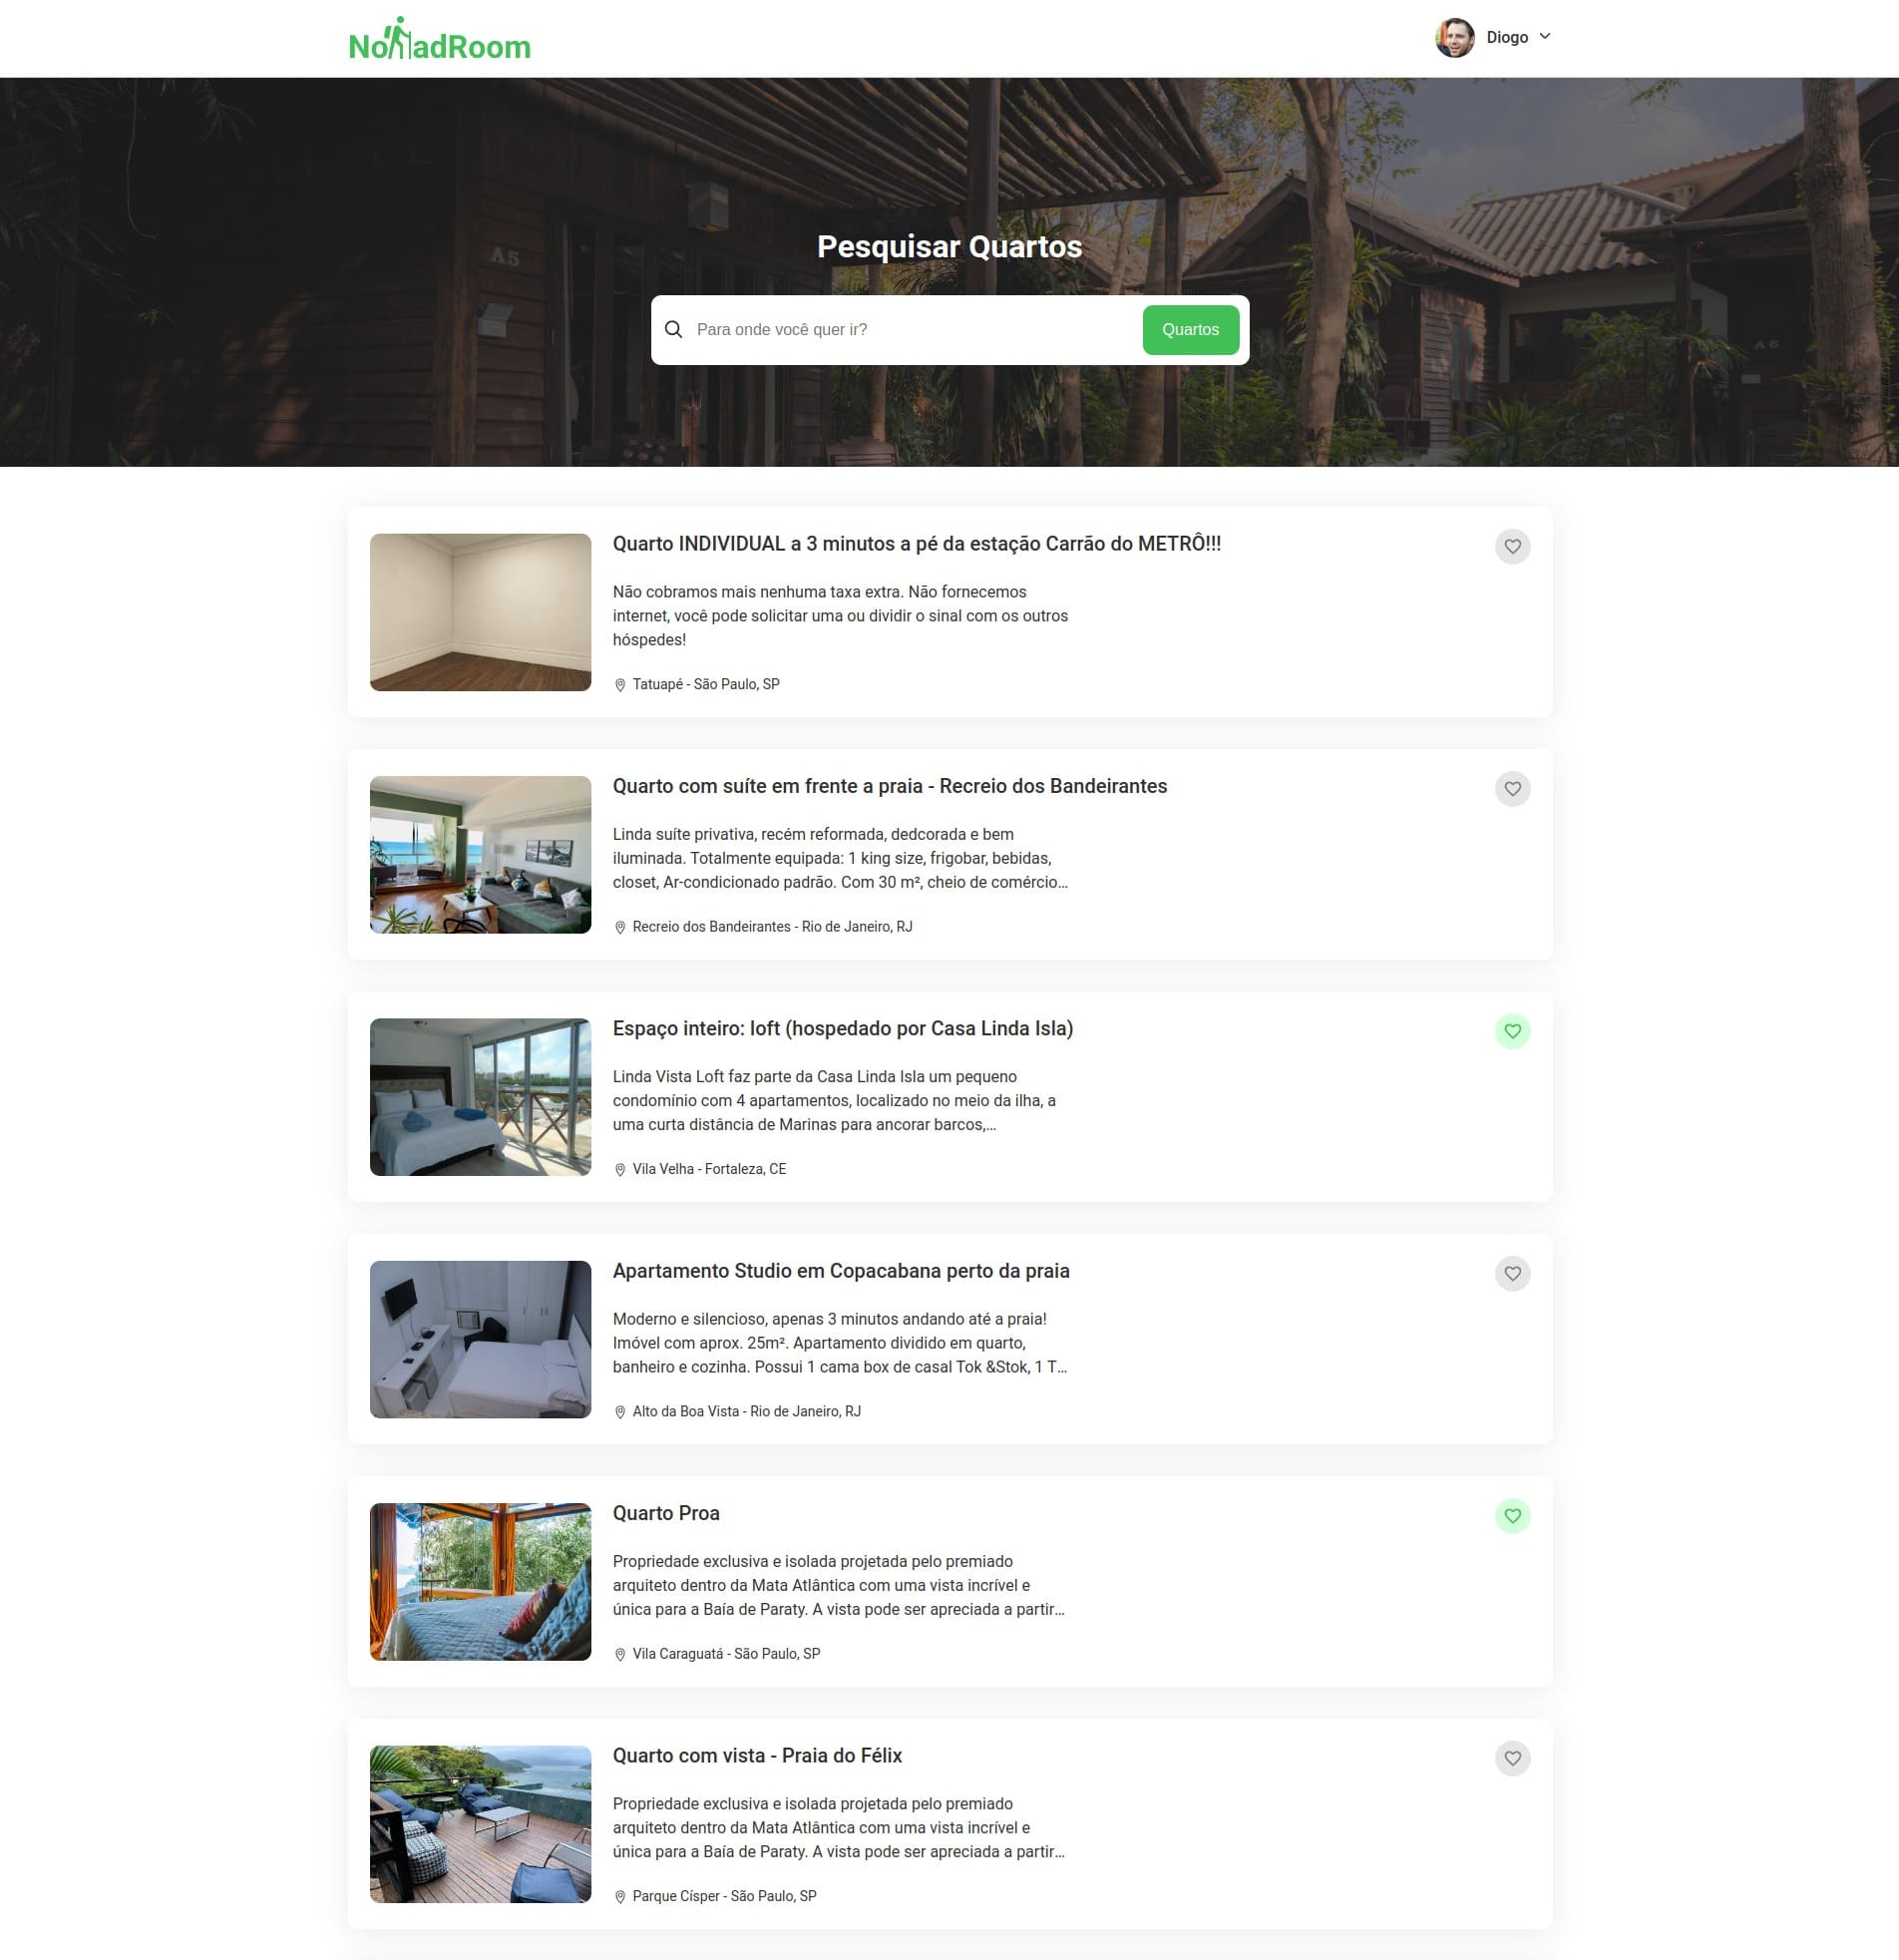 NomadRoom
Diogo
A5
A6
Pesquisar Quartos
Para onde você quer ir?
Quartos
Quarto INDIVIDUAL a 3 minutos a pé da estação Carrão do METRÔ!!!
Não cobramos mais nenhuma taxa extra. Não fornecemos
internet, você pode solicitar uma ou dividir o sinal com os outros
hóspedes!
Tatuapé - São Paulo, SP
Quarto com suíte em frente a praia - Recreio dos Bandeirantes
Linda suíte privativa, recém reformada, dedcorada e bem
iluminada. Totalmente equipada: 1 king size, frigobar, bebidas,
closet, Ar-condicionado padrão. Com 30 m², cheio de comércio...
Recreio dos Bandeirantes - Rio de Janeiro, RJ
Espaço inteiro: loft (hospedado por Casa Linda Isla)
Linda Vista Loft faz parte da Casa Linda Isla um pequeno
condomínio com 4 apartamentos, localizado no meio da ilha, a
uma curta distância de Marinas para ancorar barcos,...
Vila Velha - Fortaleza, CE
Apartamento Studio em Copacabana perto da praia
Moderno e silencioso, apenas 3 minutos andando até a praia!
Imóvel com aprox. 25m². Apartamento dividido em quarto,
banheiro e cozinha. Possui 1 cama box de casal Tok &Stok, 1 T...
Alto da Boa Vista - Rio de Janeiro, RJ
Quarto Proa
Propriedade exclusiva e isolada projetada pelo premiado
arquiteto dentro da Mata Atlântica com uma vista incrível e
única para a Baía de Paraty. A vista pode ser apreciada a partir...
Vila Caraguatá - São Paulo, SP
Quarto com vista - Praia do Félix
Propriedade exclusiva e isolada projetada pelo premiado
arquiteto dentro da Mata Atlântica com uma vista incrível e
única para a Baía de Paraty. A vista pode ser apreciada a partir...
Parque Císper - São Paulo, SP